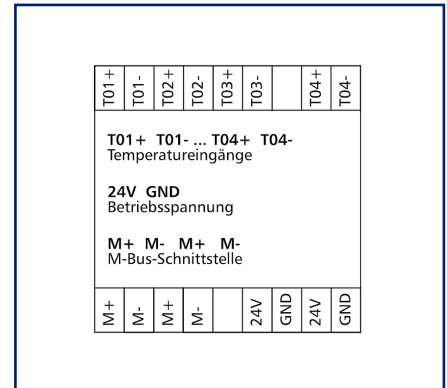 T01+ T01- T02+ T02- T03+ T03- T04+ T04-
T01+ T01- ... T04+ T04-
Temperatureingänge
24V GND
Betriebsspannung
M+ M- M+ M-
M-Bus-Schnittstelle
M+ M- M+ M- 24V GND 24V GND